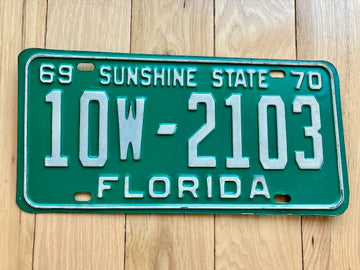 69 SUNSHINE STATE 70
10W-2103
FLORIDA